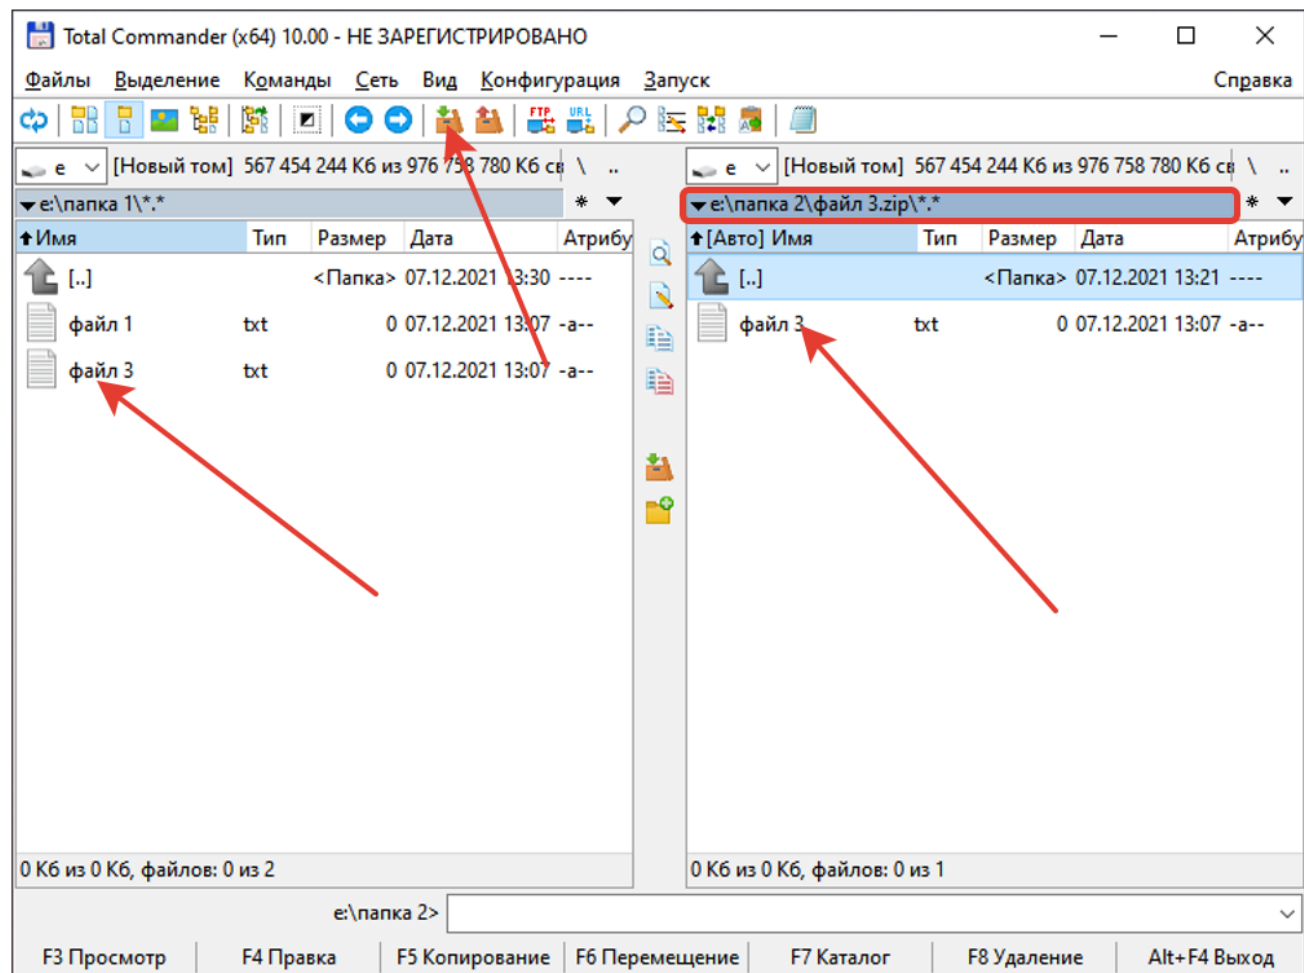 Total Commander (x64) 10.00 - НЕ ЗАРЕГИСТРИРОВАНО
Файлы Выделение Команды Сеть Вид Конфигурация Запуск Справка
FTP URL
e [Новый том] 567 454 244 Кб из 976 758 780 Кб св \ ..
e:\папка 1\*.* *
Имя Тип Размер Дата Атрибу
[..] <Папка> 07.12.2021 13:30 ----
файл 1 txt 0 07.12.2021 13:07 -a--
файл 3 txt 0 07.12.2021 13:07 -a--
0 Кб из 0 Кб, файлов: 0 из 2
e [Новый том] 567 454 244 Кб из 976 758 780 Кб св \ ..
e:\папка 2\файл 3.zip\*.* *
[Авто] Имя Тип Размер Дата Атрибу
[..] <Папка> 07.12.2021 13:21 ----
файл 3 txt 0 07.12.2021 13:07 -a--
0 Кб из 0 Кб, файлов: 0 из 1
e:\папка 2>
F3 Просмотр F4 Правка F5 Копирование F6 Перемещение F7 Каталог F8 Удаление Alt+F4 Выход